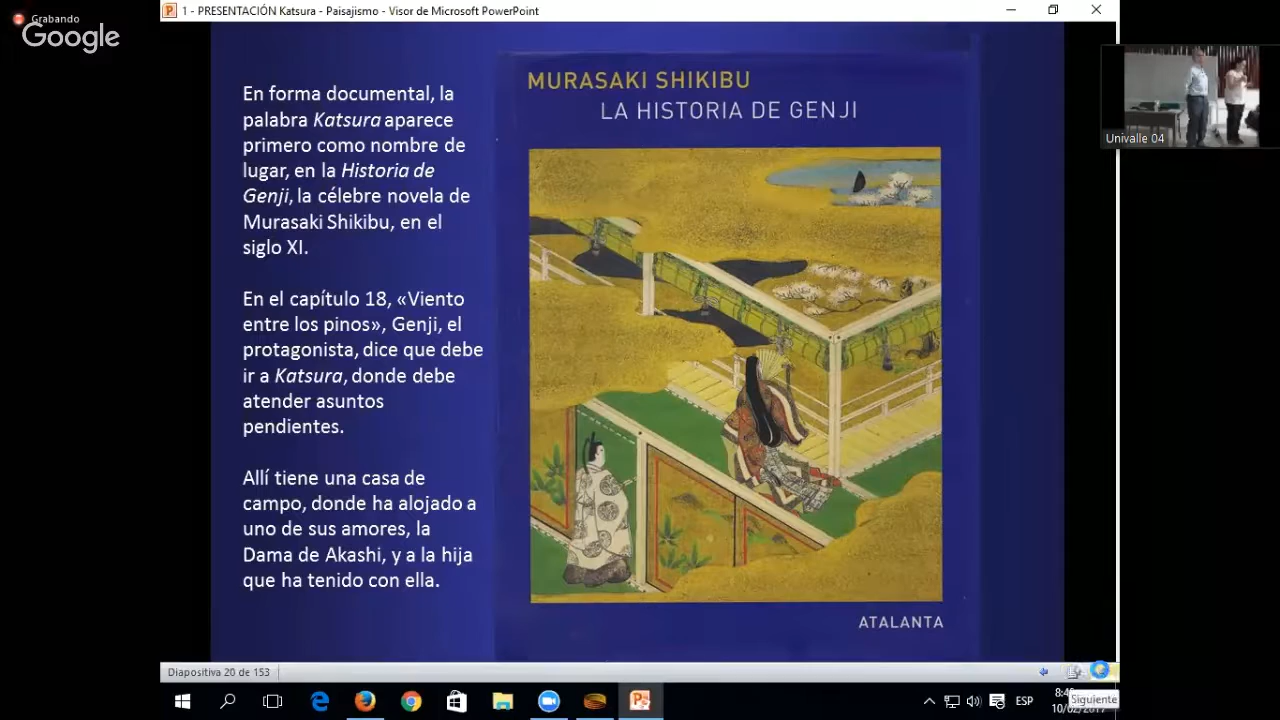 Grabando
Google
1 - PRESENTACIÓN Katsura - Paisajismo - Visor de Microsoft PowerPoint
En forma documental, la
palabra Katsura aparece
primero como nombre de
lugar, en la Historia de
Genji, la célebre novela de
Murasaki Shikibu, en el
siglo XI.
En el capítulo 18, «Viento
entre los pinos», Genji, el
protagonista, dice que debe
ir a Katsura, donde debe
atender asuntos
pendientes.
Allí tiene una casa de
campo, donde ha alojado a
uno de sus amores, la
Dama de Akashi, y a la hija
que ha tenido con ella.
MURASAKI SHIKIBU
LA HISTORIA DE GENJI
ATALANTA
Univalle 04
Diapositiva 20 de 153
ESP
Siguiente